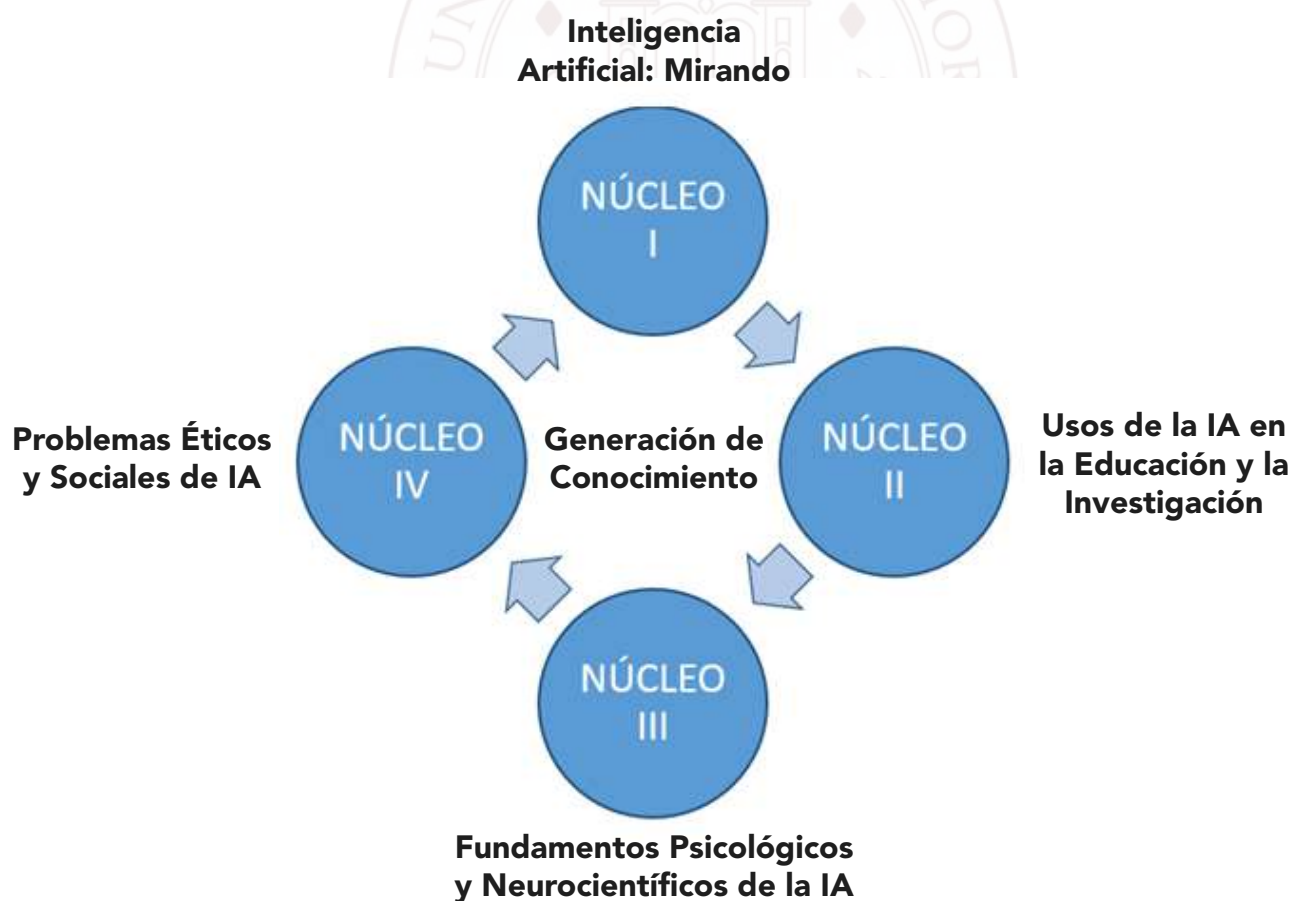 Inteligencia
Artificial: Mirando
NÚCLEO
I
Problemas Éticos
y Sociales de IA
NÚCLEO
IV
Generación de
Conocimiento
NÚCLEO
II
Usos de la IA en
la Educación y la
Investigación
NÚCLEO
III
Fundamentos Psicológicos
y Neurocientíficos de la IA